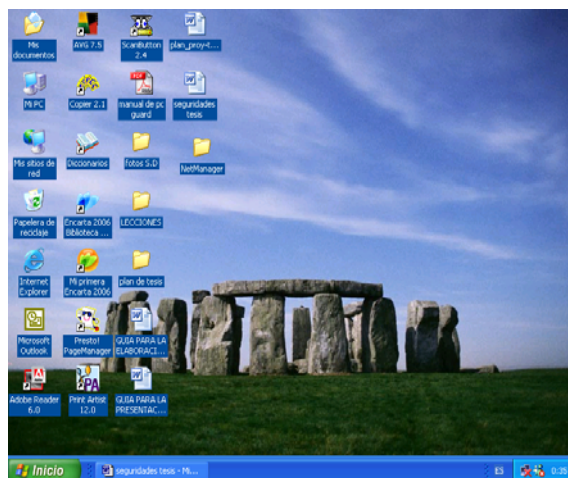 Mis
documentos
AVG 7.5
ScanButton
2.4
plan_proy-t...
Mi PC
Copier 2.1
manual de pc
guard
seguridades
tesis
Mis sitios de
red
Diccionarios
fotos S.D
NetManager
Papelera de
reciclaje
Encarta 2006
Biblioteca ...
LECCIONES
Internet
Explorer
Mi primera
Encarta 2006
plan de tesis
Microsoft
Outlook
Presto!
PageManager
GUIA PARA LA
ELABORACI...
Adobe Reader
6.0
Print Artist
12.0
GUIA PARA LA
PRESENTAC...
Inicio
seguridades tesis - Mi...
ES
0:35